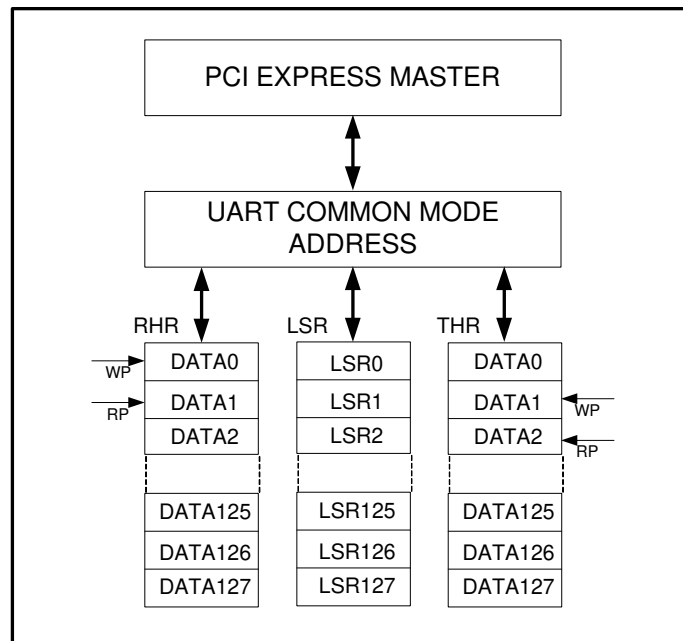 PCI EXPRESS MASTER
UART COMMON MODE
ADDRESS
RHR LSR THR
DATA0 LSR0 DATA0
WP
DATA1 LSR1 DATA1
RP WP
DATA2 LSR2 DATA2
RP
DATA125 LSR125 DATA125
DATA126 LSR126 DATA126
DATA127 LSR127 DATA127